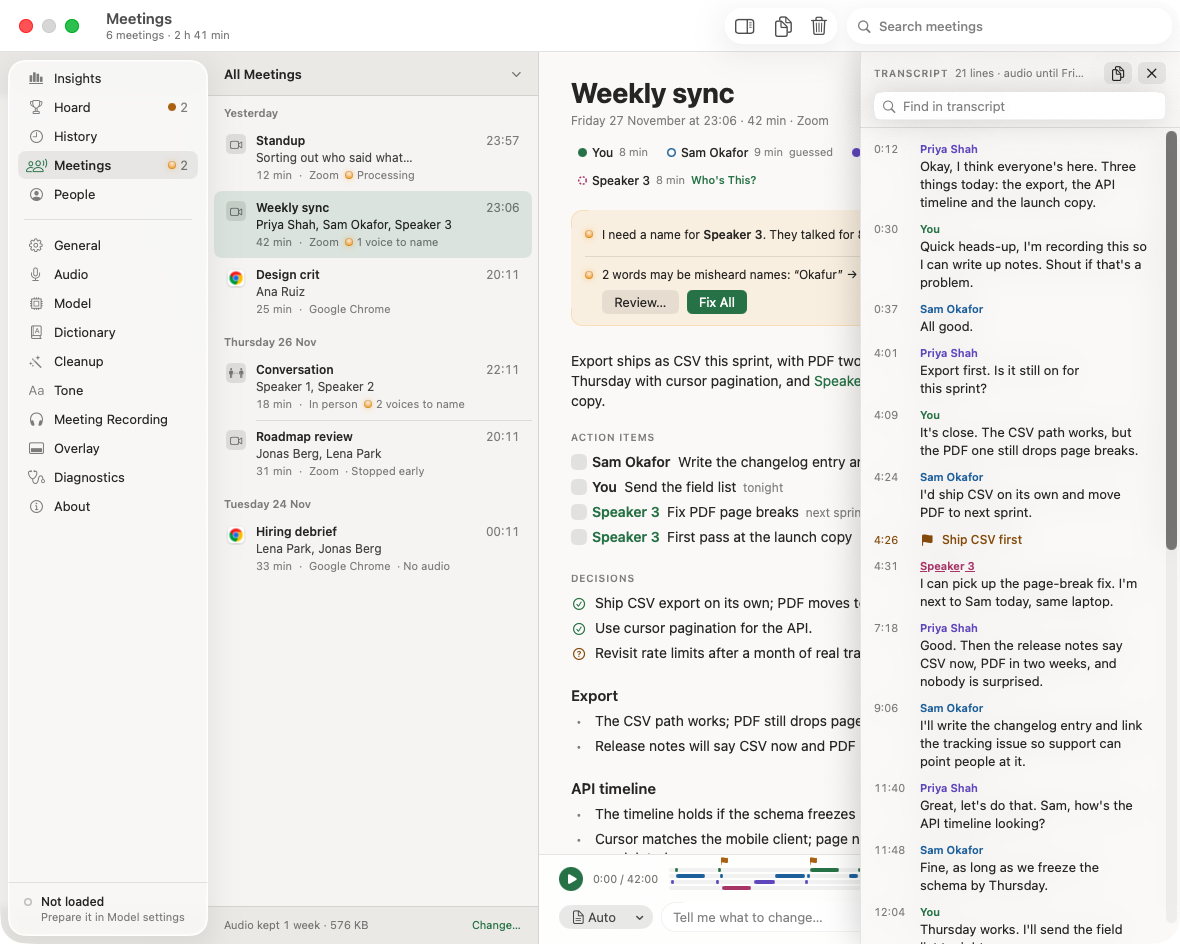 Meetings
6 meetings · 2 h 41 min
Search meetings
Insights
Hoard 2
History
Meetings 2
People
General
Audio
Model
Dictionary
Cleanup
Aa Tone
Meeting Recording
Overlay
Diagnostics
About
Not loaded
Prepare it in Model settings
All Meetings
Yesterday
Standup 23:57
Sorting out who said what…
12 min · Zoom Processing
Weekly sync 23:06
Priya Shah, Sam Okafor, Speaker 3
42 min · Zoom 1 voice to name
Design crit 20:11
Ana Ruiz
25 min · Google Chrome
Thursday 26 Nov
Conversation 22:11
Speaker 1, Speaker 2
18 min · In person 2 voices to name
Roadmap review 20:11
Jonas Berg, Lena Park
31 min · Zoom · Stopped early
Tuesday 24 Nov
Hiring debrief 00:11
Lena Park, Jonas Berg
33 min · Google Chrome · No audio
Audio kept 1 week · 576 KB Change…
Weekly sync
Friday 27 November at 23:06 · 42 min · Zoom
You 8 min Sam Okafor 9 min guessed
Speaker 3 8 min Who's This?
I need a name for Speaker 3. They talked for
2 words may be misheard names: “Okafur” →
Review… Fix All
Export ships as CSV this sprint, with PDF two
Thursday with cursor pagination, and Speake
copy.
ACTION ITEMS
Sam Okafor Write the changelog entry an
You Send the field list tonight
Speaker 3 Fix PDF page breaks next sprin
Speaker 3 First pass at the launch copy
DECISIONS
Ship CSV export on its own; PDF moves to
Use cursor pagination for the API.
Revisit rate limits after a month of real tra
Export
· The CSV path works; PDF still drops page
· Release notes will say CSV now and PDF
API timeline
· The timeline holds if the schema freezes
· Cursor matches the mobile client; page n
0:00 / 42:00
Auto
Tell me what to change…
TRANSCRIPT 21 lines · audio until Fri…
Find in transcript
0:12 Priya Shah
Okay, I think everyone's here. Three
things today: the export, the API
timeline and the launch copy.
0:30 You
Quick heads-up, I'm recording this so
I can write up notes. Shout if that's a
problem.
0:37 Sam Okafor
All good.
4:01 Priya Shah
Export first. Is it still on for
this sprint?
4:09 You
It's close. The CSV path works, but
the PDF one still drops page breaks.
4:24 Sam Okafor
I'd ship CSV on its own and move
PDF to next sprint.
4:26 Ship CSV first
4:31 Speaker 3
I can pick up the page-break fix. I'm
next to Sam today, same laptop.
7:18 Priya Shah
Good. Then the release notes say
CSV now, PDF in two weeks, and
nobody is surprised.
9:06 Sam Okafor
I'll write the changelog entry and link
the tracking issue so support can
point people at it.
11:40 Priya Shah
Great, let's do that. Sam, how's the
API timeline looking?
11:48 Sam Okafor
Fine, as long as we freeze the
schema by Thursday.
12:04 You
Thursday works. I'll send the field